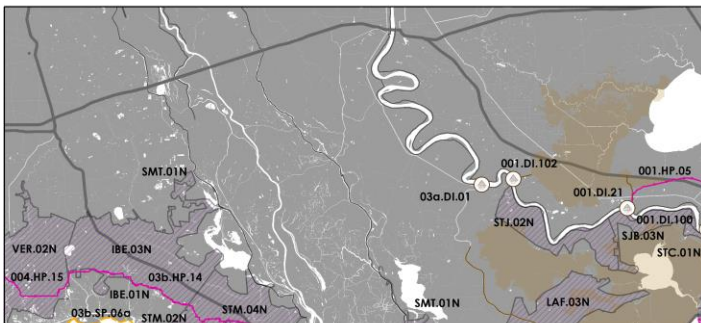 001.DI.102
SMT.01N
001.HP.05
03a.DI.01
001.DI.21
001.DI.100
STJ.02N
SJB.03N
VER.02N
IBE.03N
STC.01N
004.HP.15
03b.HP.14
IBE.01N
STM.04N
SMT.01N
LAF.03N
03b.SP.06a
STM.02N